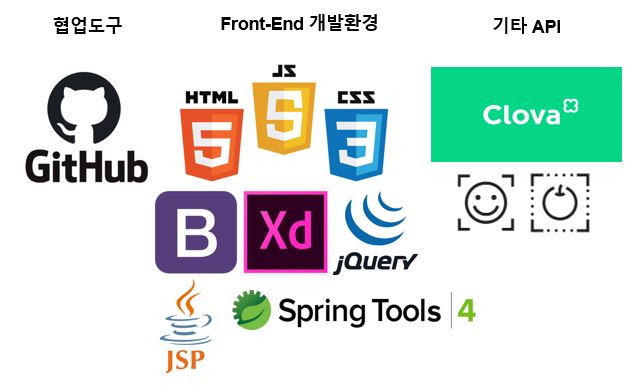 협업도구
Front-End 개발환경
기타 API
GitHub
HTML
5
JS
5
CSS
3
Clova
B
Xd
jQuery
JSP
Spring Tools 4